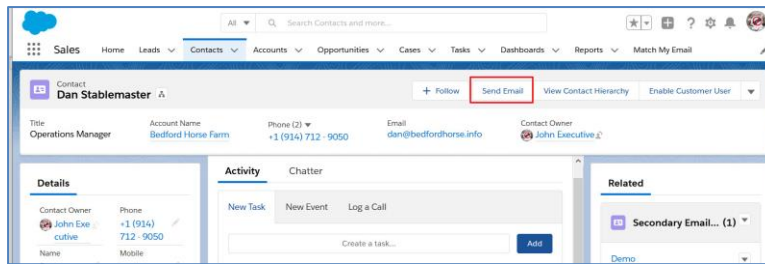 All Search Contacts and more...
Sales Home Leads Contacts Accounts Opportunities Cases Tasks Dashboards Reports Match My Email
Contact
Dan Stablemaster
+ Follow Send Email View Contact Hierarchy Enable Customer User
Title Account Name Phone (2) Email Contact Owner
Operations Manager Bedford Horse Farm +1 (914) 712 - 9050 dan@bedfordhorse.info John Executive
Details
Contact Owner Phone
John Exe +1 (914)
cutive 712 - 9050
Name Mobile
Activity Chatter
New Task New Event Log a Call
Create a task... Add
Related
Secondary Email... (1)
Demo